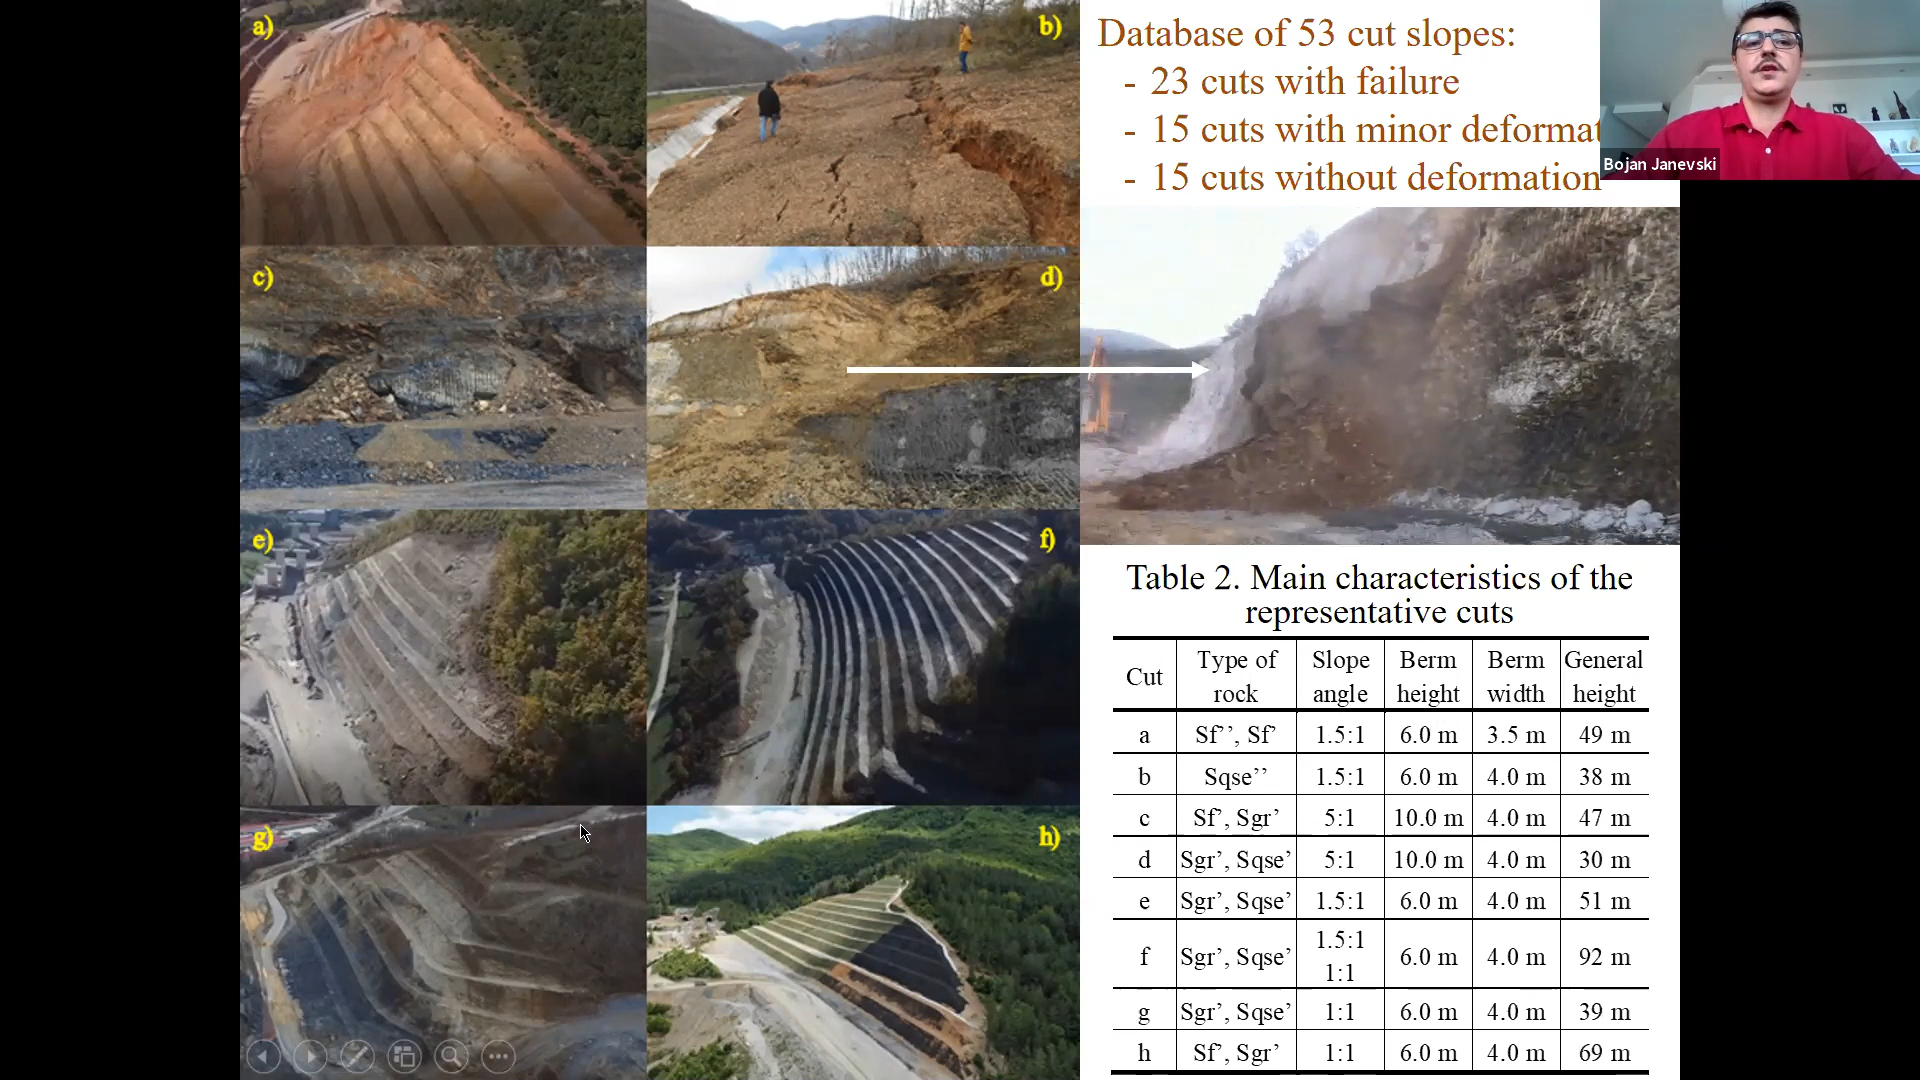 a)
b)
c)
d)
e)
f)
g)
h)
Database of 53 cut slopes:
- 23 cuts with failure
- 15 cuts with minor
- 15 cuts without deformation
Bojan Janevski
Table 2. Main characteristics of the
representative cuts
Cut Type of rock Slope angle Berm height Berm width General height
a Sf’’, Sf’ 1.5:1 6.0 m 3.5 m 49 m
b Sqse’’ 1.5:1 6.0 m 4.0 m 38 m
c Sf’, Sgr’ 5:1 10.0 m 4.0 m 47 m
d Sgr’, Sqse’ 5:1 10.0 m 4.0 m 30 m
e Sgr’, Sqse’ 1.5:1 6.0 m 4.0 m 51 m
f Sgr’, Sqse’ 1.5:1 1:1 6.0 m 4.0 m 92 m
g Sgr’, Sqse’ 1:1 6.0 m 4.0 m 39 m
h Sf’, Sgr’ 1:1 6.0 m 4.0 m 69 m